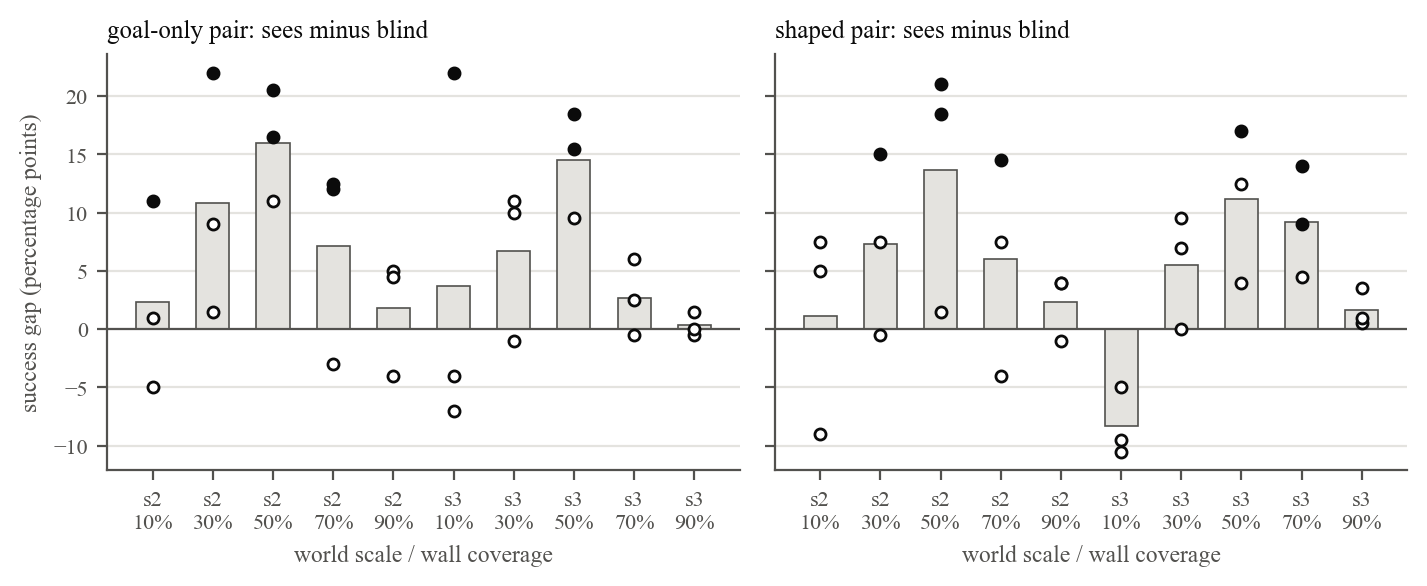 goal-only pair: sees minus blind
success gap (percentage points)
20
15
10
5
0
−5
−10
s2 s2 s2 s2 s2 s3 s3 s3 s3 s3
10% 30% 50% 70% 90% 10% 30% 50% 70% 90%
world scale / wall coverage
shaped pair: sees minus blind
s2 s2 s2 s2 s2 s3 s3 s3 s3 s3
10% 30% 50% 70% 90% 10% 30% 50% 70% 90%
world scale / wall coverage